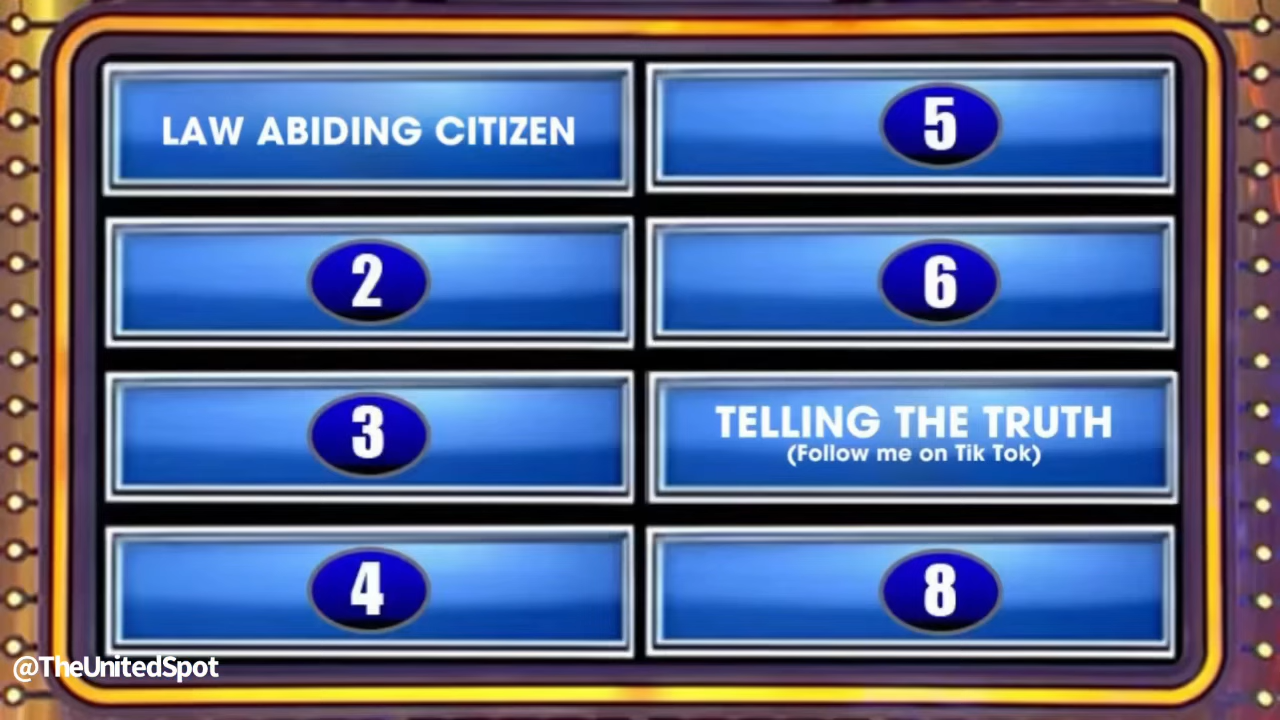 LAW ABIDING CITIZEN
5
2
6
3
TELLING THE TRUTH
(Follow me on Tik Tok)
4
8
@TheUnitedSpot